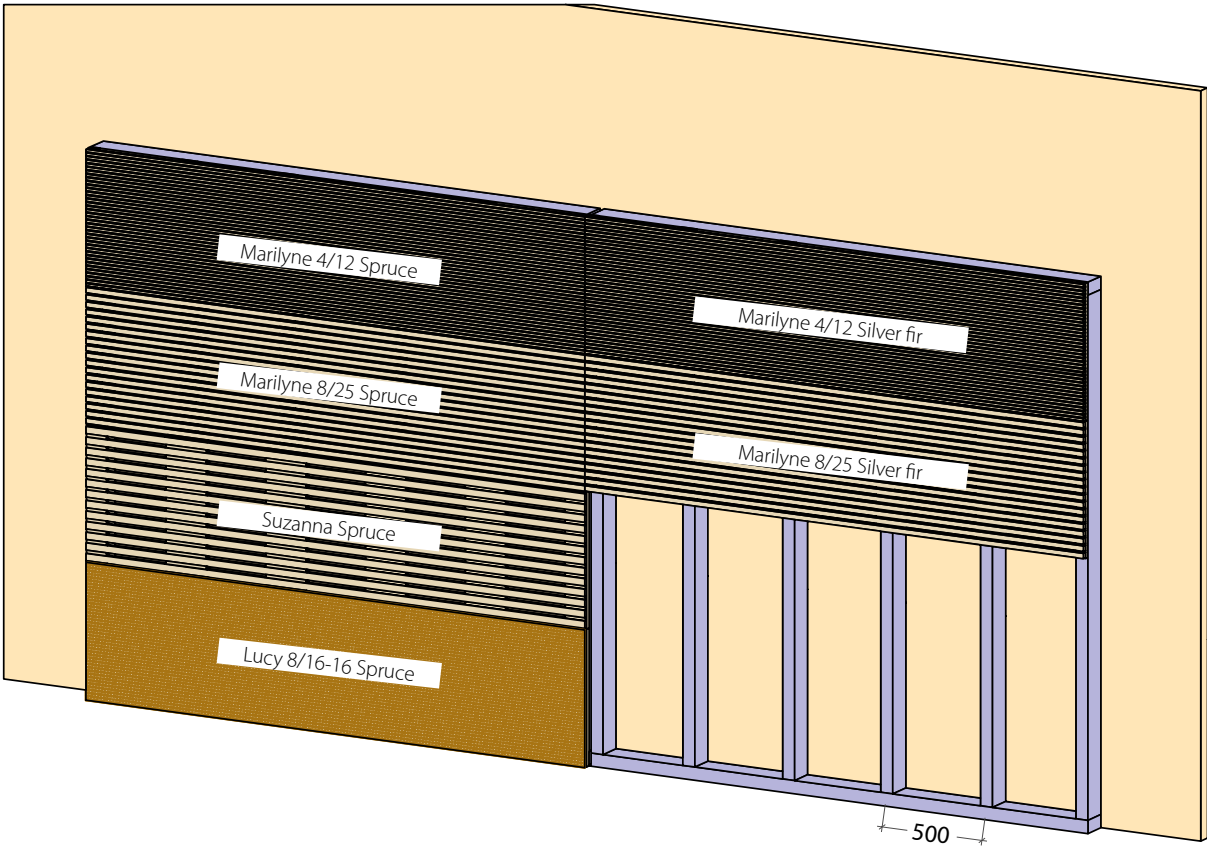 Marilyne 4/12 Spruce
Marilyne 4/12 Silver fir
Marilyne 8/25 Spruce
Marilyne 8/25 Silver fir
Suzanna Spruce
Lucy 8/16-16 Spruce
500